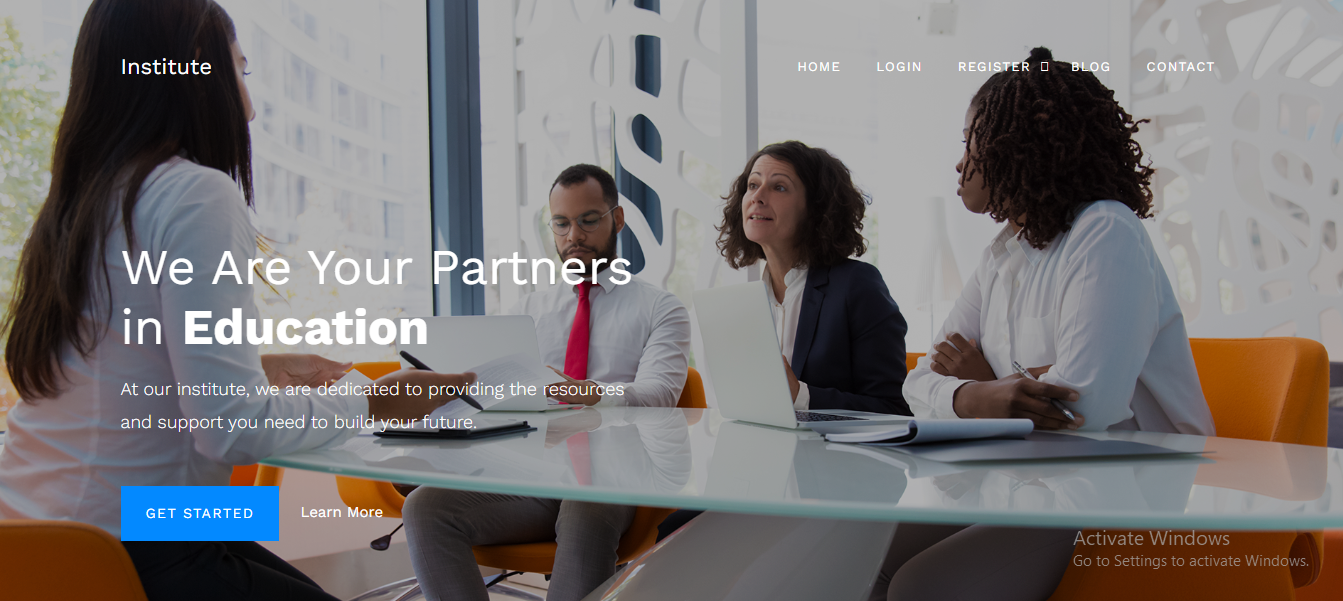 Institute
HOME LOGIN REGISTER BLOG CONTACT
We Are Your Partners
in Education
At our institute, we are dedicated to providing the resources
and support you need to build your future.
GET STARTED Learn More
Activate Windows
Go to Settings to activate Windows.